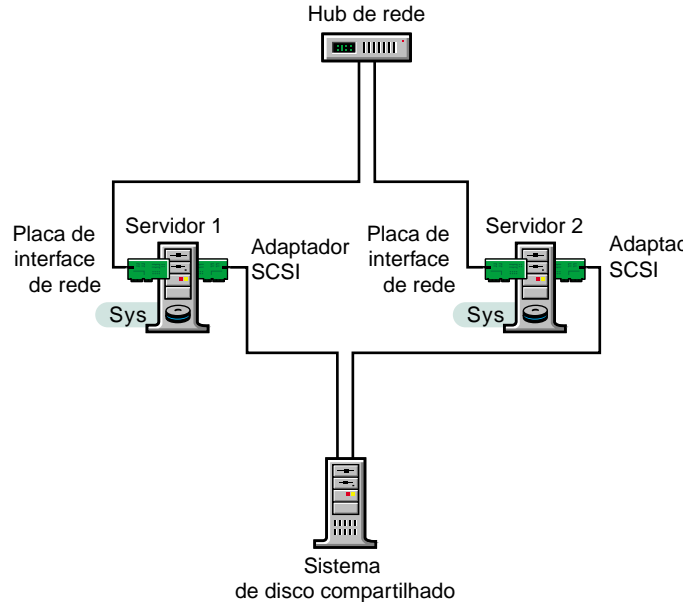 Hub de rede
Servidor 1
Placa de
interface
de rede
Adaptador
SCSI
Sys
Servidor 2
Placa de
interface
de rede
Adaptad
SCSI
Sys
Sistema
de disco compartilhado